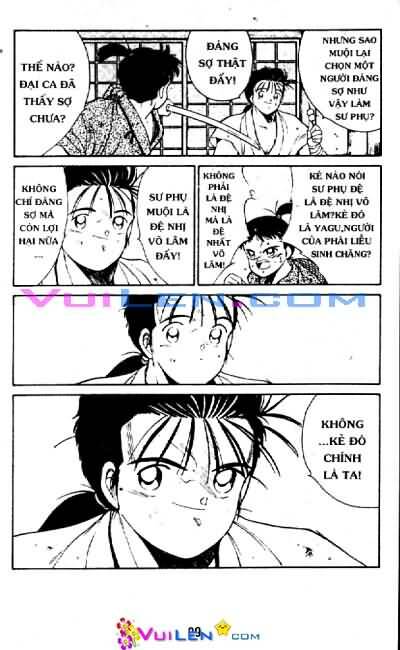 NHƯNG SAO
MUỘI LẠI
CHỌN MỘT
NGƯỜI ĐÁNG
SỢ NHƯ
VẬY LÀM
SƯ PHỤ?
ĐÁNG
SỢ THẬT
ĐẤY!
THẾ NÀO?
ĐẠI CA ĐÃ
THẤY SỢ
CHƯA?
KẺ NÀO NÓI
SƯ PHỤ ĐỆ
LÀ ĐỆ NHỊ VÕ
LÂM?KẺ ĐÓ
LÀ YAGU,NGƯỜI
CỦA PHÁI LIỄU
SINH CHĂNG?
KHÔNG
PHẢI
LÀ ĐỆ
NHỊ
MÀ LÀ
ĐỆ
NHẤT
VÕ
LÂM!
SƯ PHỤ
MUỘI LÀ ĐỆ
NHỊ VÕ LÂM
ĐẤY!
KHÔNG
CHỈ ĐÁNG
SỢ MÀ
CÒN LỢI
HẠI NỮA...
VUILEN.COM
KHÔNG
...KẺ ĐÓ
CHÍNH
LÀ TA!
VUILEN
.COM